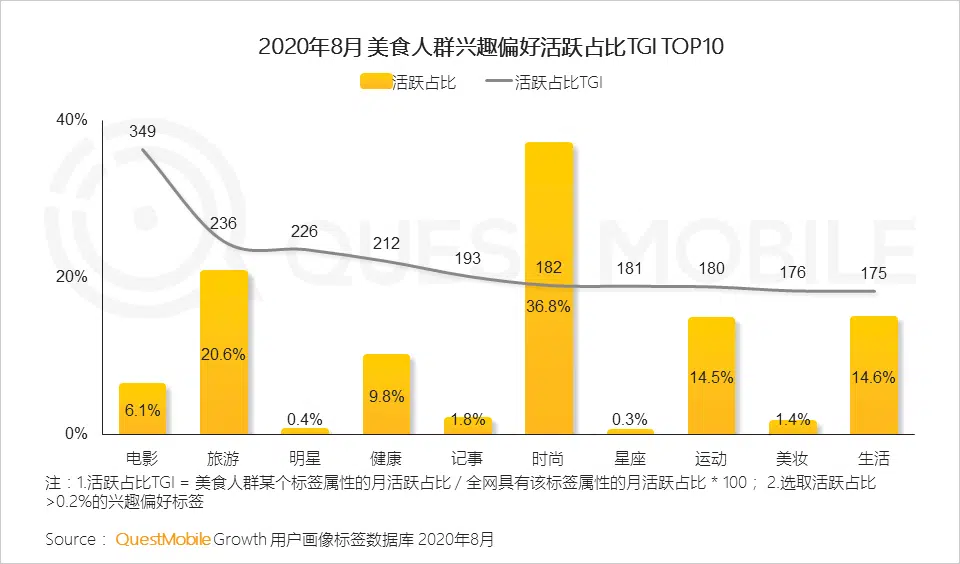 2020年8月 美食人群兴趣偏好活跃占比TGI TOP10
活跃占比 活跃占比TGI
40%
20%
0%
349 236 226 212 193 182 181 180 176 175
6.1% 20.6% 0.4% 9.8% 1.8% 36.8% 0.3% 14.5% 1.4% 14.6%
电影 旅游 明星 健康 记事 时尚 星座 运动 美妆 生活
注：1.活跃占比TGI = 美食人群某个标签属性的月活跃占比 / 全网具有该标签属性的月活跃占比 * 100； 2.选取活跃占比
>0.2%的兴趣偏好标签
Source： QuestMobile Growth 用户画像标签数据库 2020年8月
QUESTMOBILE